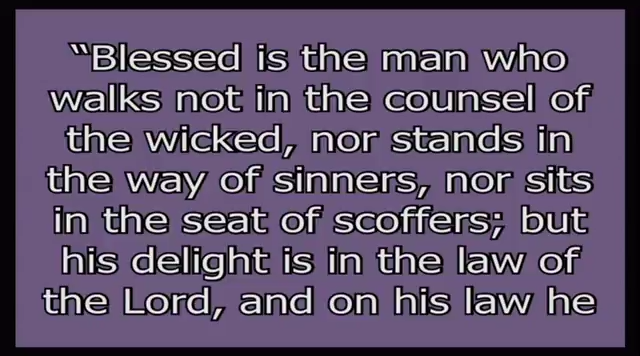 “Blessed is the man who
walks not in the counsel of
the wicked, nor stands in
the way of sinners, nor sits
in the seat of scoffers; but
his delight is in the law of
the Lord, and on his law he